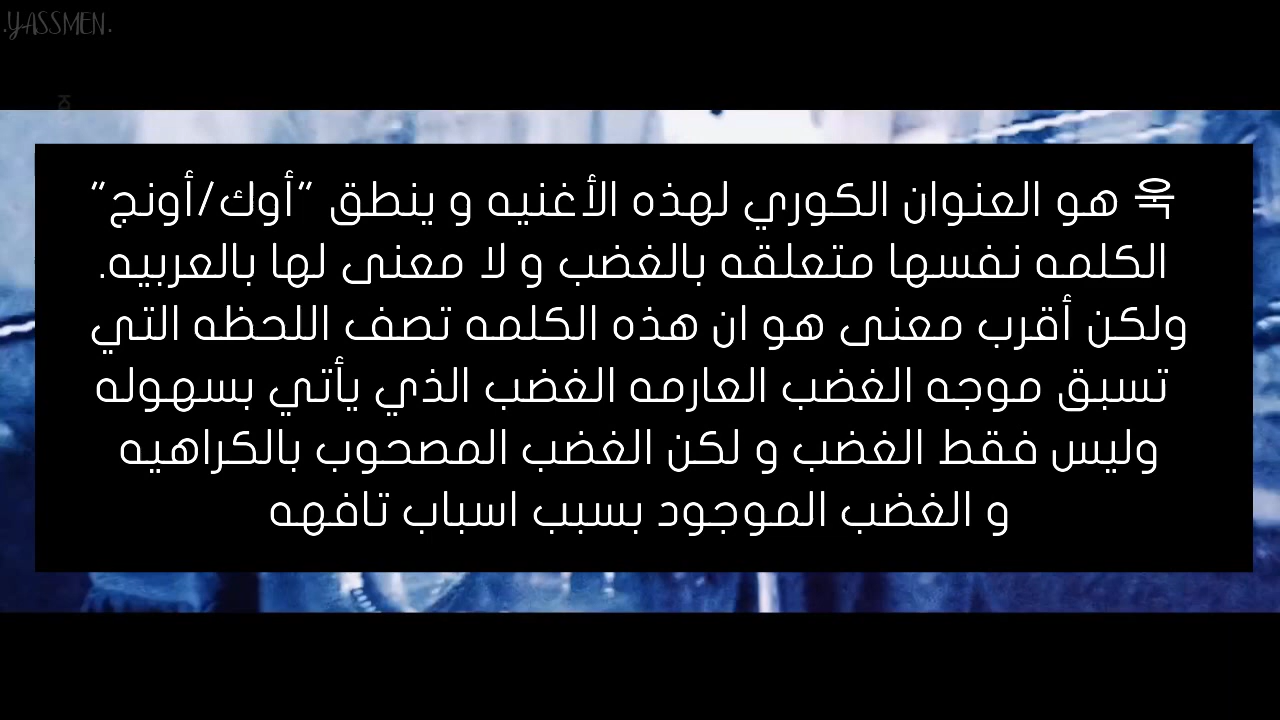 .YASSMEN.
욱 هو العنوان الكوري لهذه الأغنيه و ينطق "أوك/أونج"
الكلمه نفسها متعلقه بالغضب و لا معنى لها بالعربيه.
ولكن أقرب معنى هو ان هذه الكلمه تصف اللحظه التي
تسبق موجه الغضب العارمه الغضب الذي يأتي بسهوله
وليس فقط الغضب و لكن الغضب المصحوب بالكراهيه
و الغضب الموجود بسبب اسباب تافهه